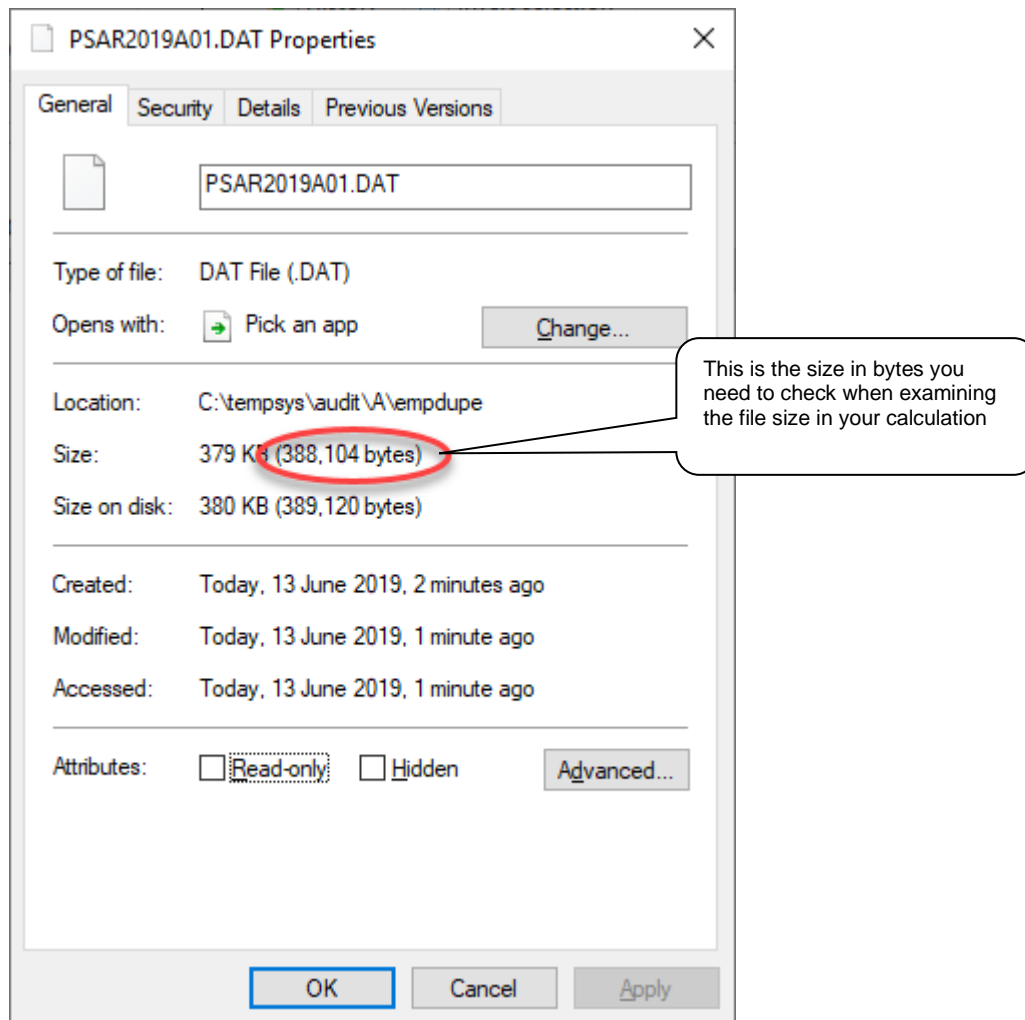 PSAR2019A01.DAT Properties
General Security Details Previous Versions
PSAR2019A01.DAT
Type of file: DAT File (.DAT)
Opens with: Pick an app Change...
This is the size in bytes you
need to check when examining
the file size in your calculation
Location: C:\tempsys\audit\A\empdupe
Size: 379 KB (388,104 bytes)
Size on disk: 380 KB (389,120 bytes)
Created: Today, 13 June 2019, 2 minutes ago
Modified: Today, 13 June 2019, 1 minute ago
Accessed: Today, 13 June 2019, 1 minute ago
Attributes: Read-only Hidden Advanced...
OK Cancel Apply